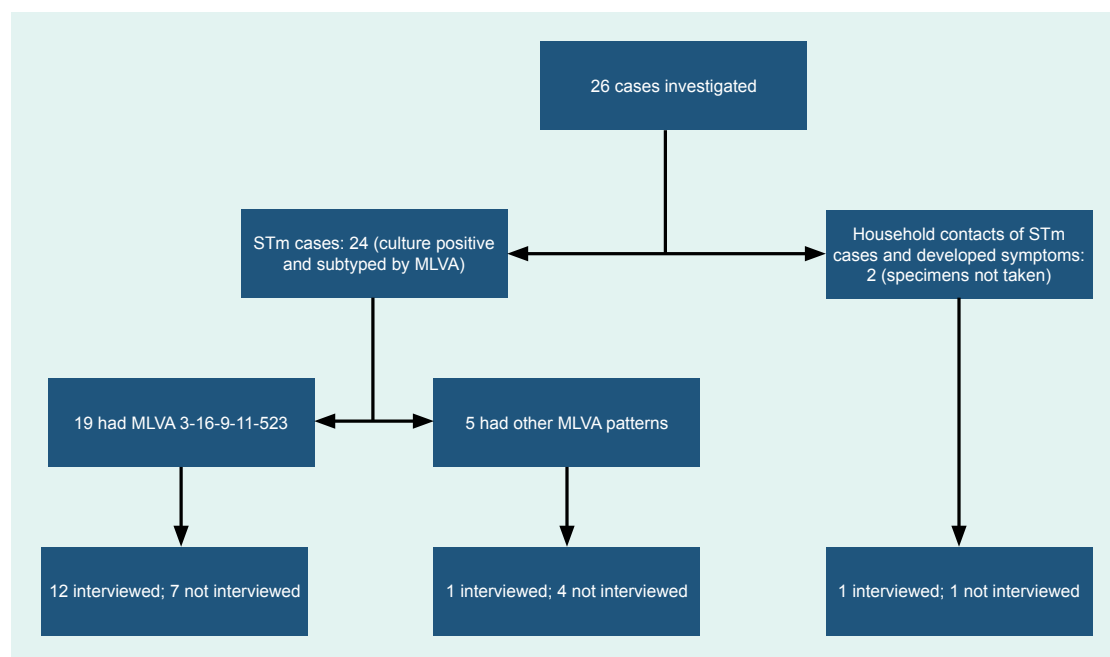 26 cases investigated
STm cases: 24 (culture positive
and subtyped by MLVA)
Household contacts of STm
cases and developed symptoms:
2 (specimens not taken)
19 had MLVA 3-16-9-11-523
5 had other MLVA patterns
12 interviewed; 7 not interviewed
1 interviewed; 4 not interviewed
1 interviewed; 1 not interviewed